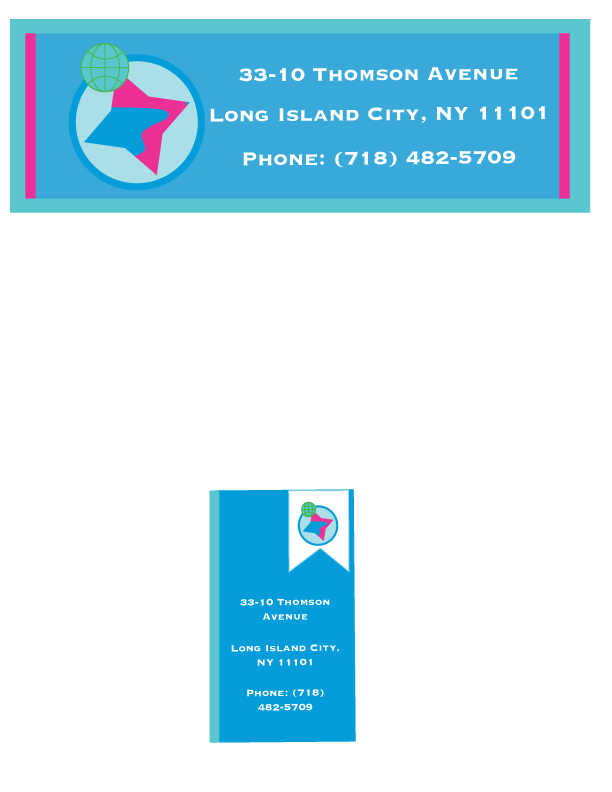 33-10 Thomson Avenue
Long Island City, NY 11101
Phone: (718) 482-5709
33-10 Thomson
Avenue
Long Island City,
NY 11101
Phone: (718)
482-5709